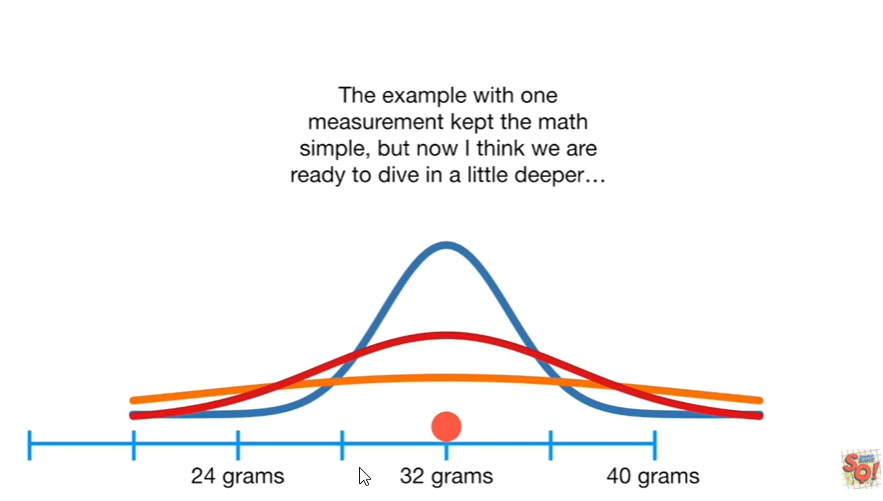 The example with one
measurement kept the math
simple, but now I think we are
ready to dive in a little deeper…
24 grams 32 grams 40 grams
SQ!